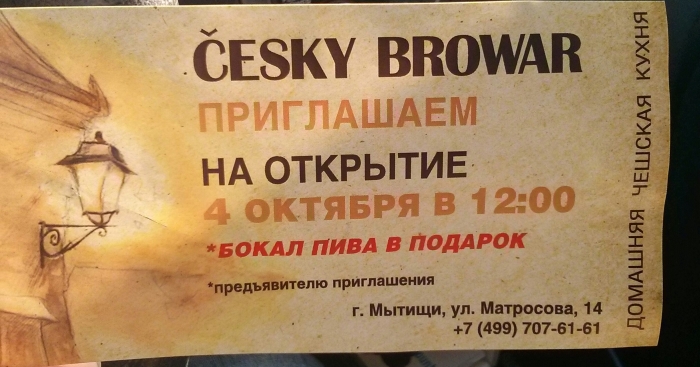 ČESKY BROWAR
ПРИГЛАШАЕМ
НА ОТКРЫТИЕ
4 ОКТЯБРЯ В 12:00
*БОКАЛ ПИВА В ПОДАРОК
*предъявителю приглашения
г. Мытищи, ул. Матросова, 14
+7 (499) 707-61-61
ДОМАШНЯЯ ЧЕШСКАЯ КУХНЯ